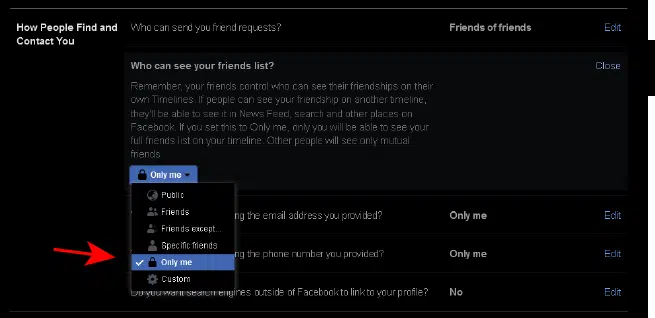 How People Find and
Contact You
Who can send you friend requests?
Friends of friends
Edit
Who can see your friends list?
Close
Remember, your friends control who can see their friendships on their
own Timelines. If people can see your friendship on another timeline,
they'll be able to see it in News Feed, search and other places on
Facebook. If you set this to Only me, only you will be able to see your
full friends list on your timeline. Other people will see only mutual
friends
Only me
Public
Friends
Friends except...
Specific friends
Only me
Custom
ng the email address you provided?
Only me
Edit
ng the phone number you provided?
Only me
Edit
Do you want search engines outside of Facebook to link to your profile?
No
Edit